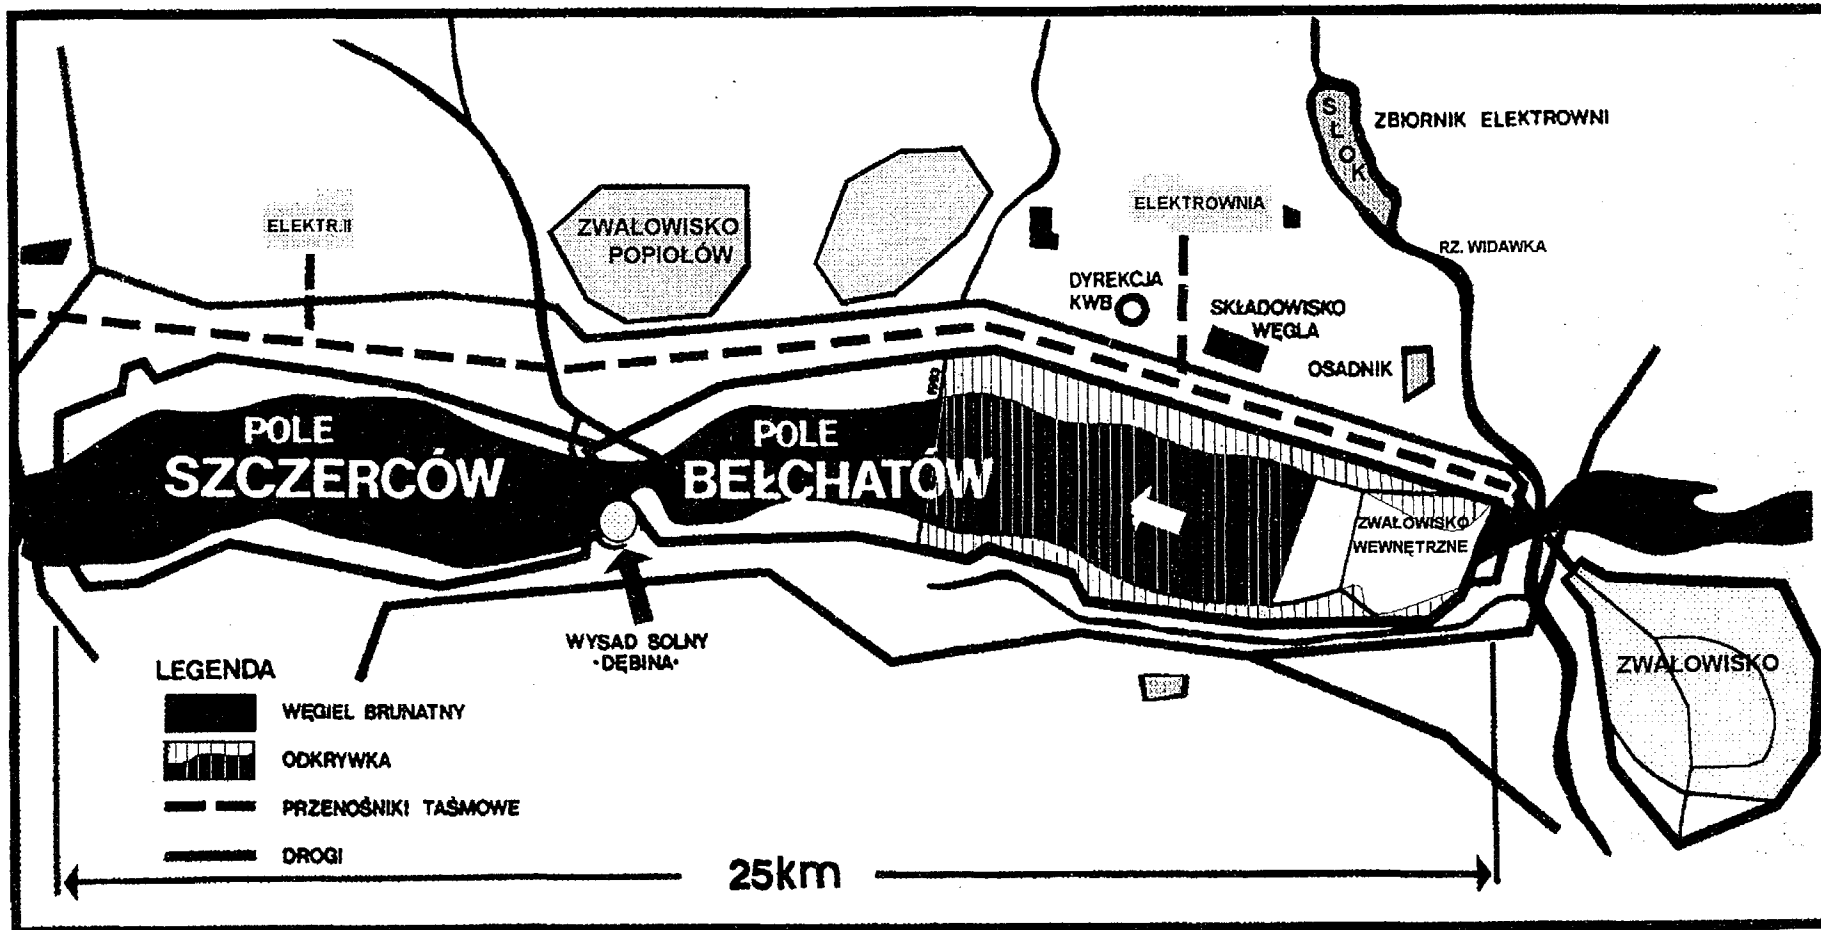 SŁOK
ZBIORNIK ELEKTROWNI
ELEKTR.II
ZWAŁOWISKO
POPIOŁÓW
ELEKTROWNIA
RZ. WIDAWKA
DYREKCJA
KWB
SKŁADOWISKO
WĘGLA
OSADNIK
POLE
SZCZERCÓW
POLE
BEŁCHATÓW
ZWAŁOWISKO
WEWNĘTRZNE
WYSAD SOLNY
·DĘBINA·
ZWAŁOWISKO
LEGENDA
WĘGIEL BRUNATNY
ODKRYWKA
PRZENOŚNIKI TAŚMOWE
DROGI
25km